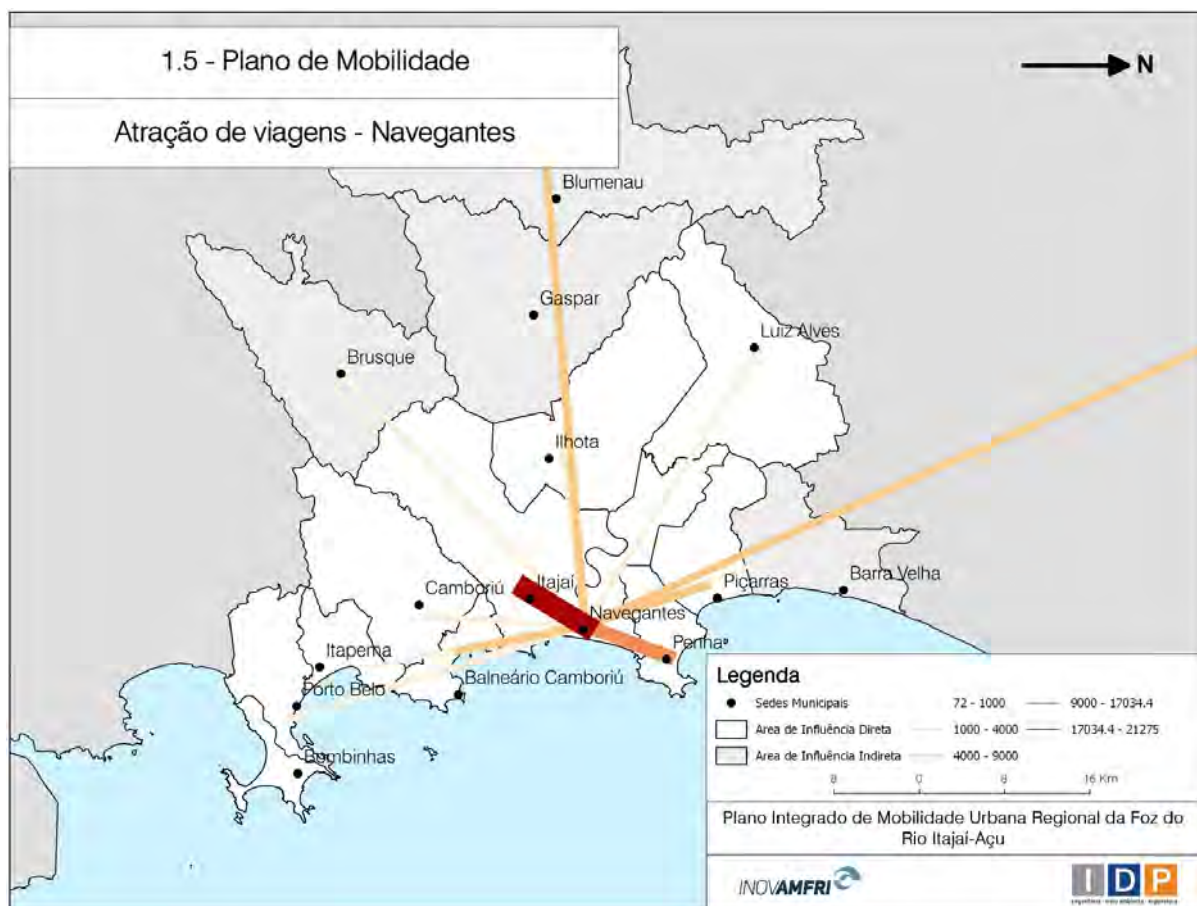 1.5 - Plano de Mobilidade
Atração de viagens - Navegantes
N
Blumenau
Gaspar
Luiz Alves
Brusque
Ilhota
Camboriú
Itajaí
Piçarras
Barra Velha
Navegantes
Penha
Itapema
Porto Belo
Balneário Camboriú
Bombinhas
Legenda
Sedes Municipais
72 - 1000
9000 - 17034.4
Area de Influência Direta
1000 - 4000
17034.4 - 21275
Area de Influência Indireta
4000 - 9000
8 0 8 16 Km
Plano Integrado de Mobilidade Urbana Regional da Foz do
Rio Itajaí-Açu
INOVAMFRI
IDP